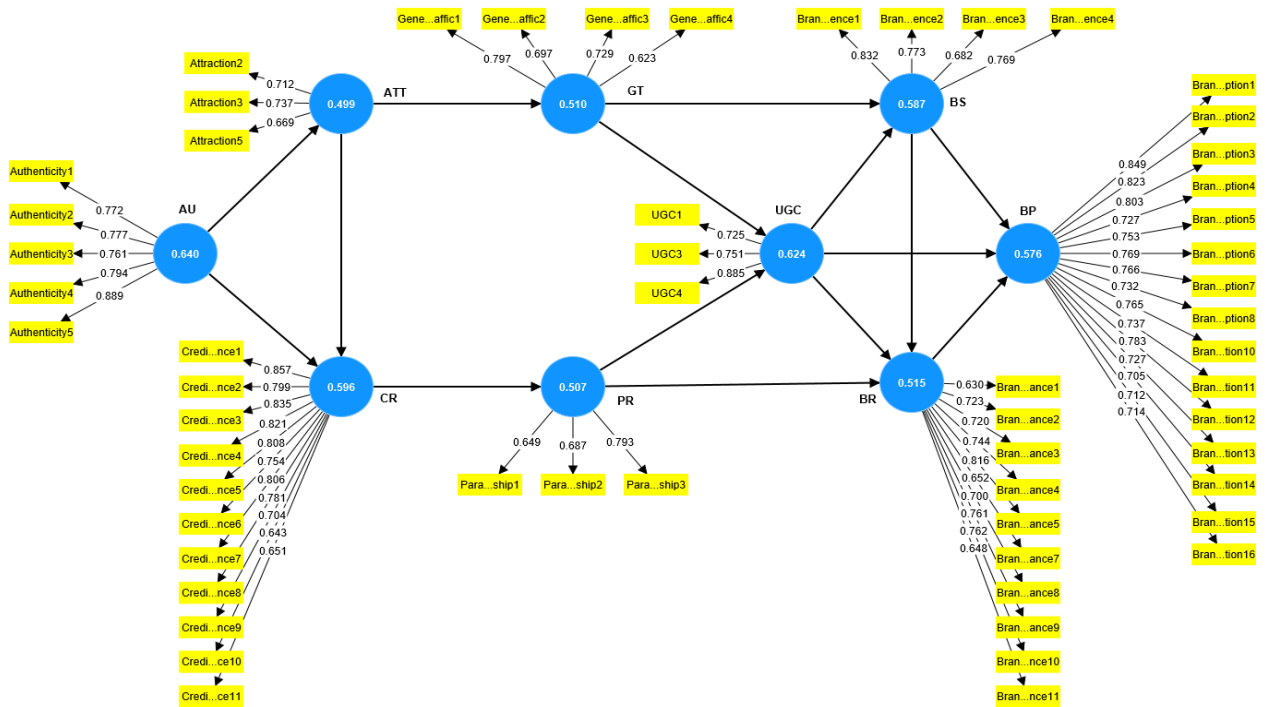 Gene...affic1
Gene...affic2
Gene...affic3
Gene...affic4
Bran...ence1
Bran...ence2
Bran...ence3
Bran...ence4
0.797
0.697
0.729
0.623
0.832
0.773
0.682
0.769
Attraction2
Attraction3
Attraction5
0.712
0.737
0.669
0.499
ATT
0.510
GT
0.587
BS
Authenticity1
Authenticity2
Authenticity3
Authenticity4
Authenticity5
0.772
0.777
0.761
0.794
0.889
AU
0.640
UGC1
UGC3
UGC4
0.725
0.751
0.885
UGC
0.624
BP
0.576
0.849
0.823
0.803
0.727
0.753
0.769
0.766
0.732
0.765
0.737
0.783
0.727
0.705
0.712
0.714
Bran...ption1
Bran...ption2
Bran...ption3
Bran...ption4
Bran...ption5
Bran...ption6
Bran...ption7
Bran...ption8
Bran...tion10
Bran...tion11
Bran...tion12
Bran...tion13
Bran...tion14
Bran...tion15
Bran...tion16
Credi...nce1
Credi...nce2
Credi...nce3
Credi...nce4
Credi...nce5
Credi...nce6
Credi...nce7
Credi...nce8
Credi...nce9
Credi...ce10
Credi...ce11
0.857
0.799
0.835
0.821
0.808
0.754
0.806
0.781
0.704
0.643
0.651
0.596
CR
0.507
PR
0.649
0.687
0.793
Para...ship1
Para...ship2
Para...ship3
0.515
BR
0.630
0.723
0.720
0.744
0.816
0.652
0.700
0.761
0.762
0.648
Bran...ance1
Bran...ance2
Bran...ance3
Bran...ance4
Bran...ance5
Bran...ance7
Bran...ance8
Bran...ance9
Bran...nce10
Bran...nce11